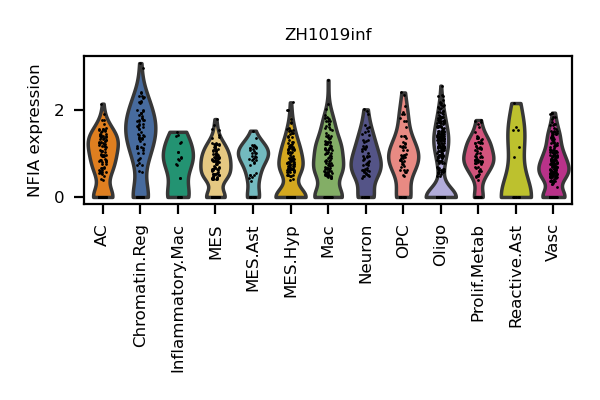 ZH1019inf
NFIA expression
2
0
AC
Chromatin.Reg
Inflammatory.Mac
MES
MES.Ast
MES.Hyp
Mac
Neuron
OPC
Oligo
Prolif.Metab
Reactive.Ast
Vasc